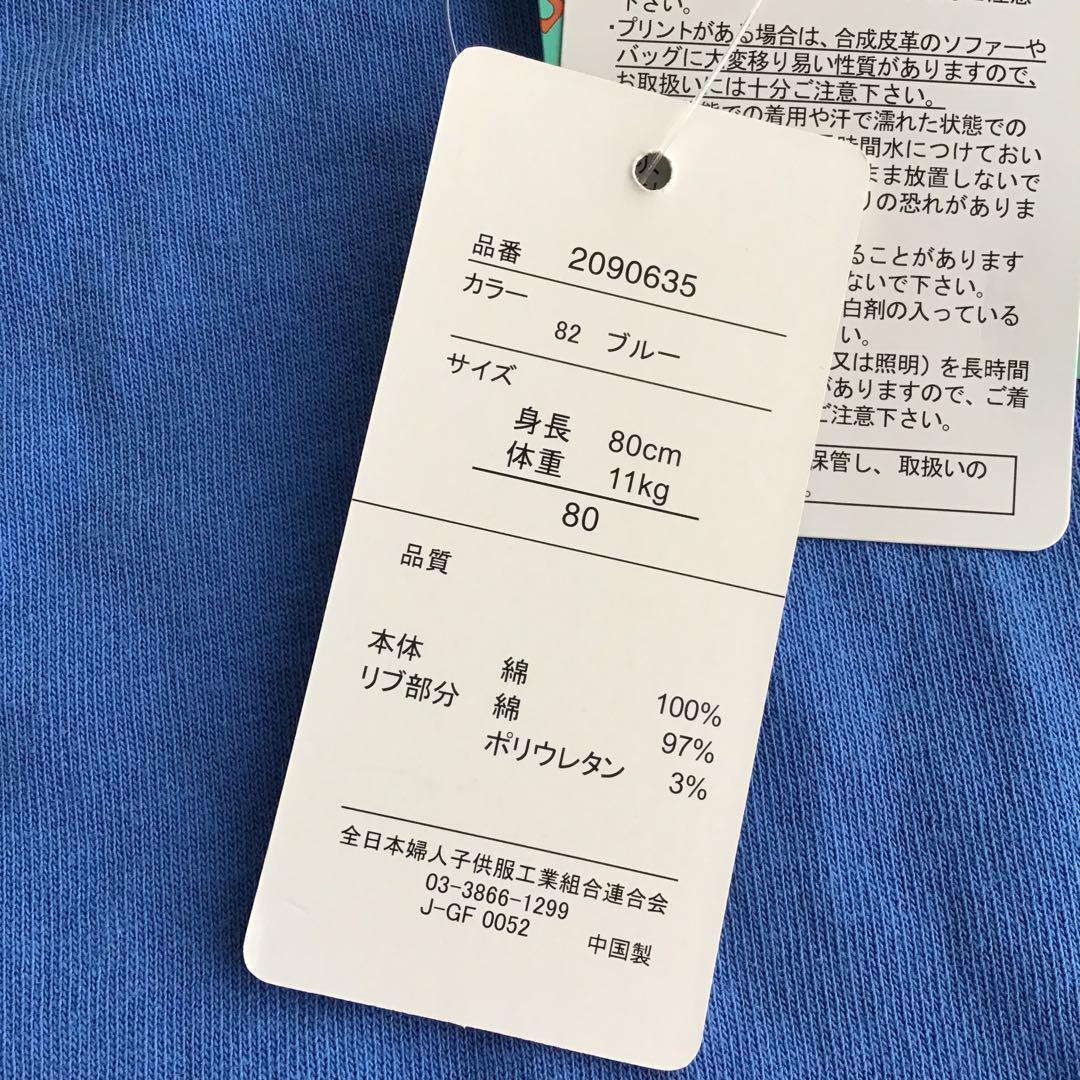 下さい。
・プリントがある場合は、合成皮革のソファーや
バッグに大変移り易い性質がありますので、
お取扱いには十分ご注意下さい。
での着用や汗で濡れた状態での
時間水につけておい
まま放置しないで
の恐れがありま
ることがあります
ないで下さい。
白剤の入っている
い。
又は照明）を長時間
がありますので、ご着
ご注意下さい。
保管し、取扱いの
。
品番 2090635
カラー
82 ブルー
サイズ
身長 80cm
体重 11kg
80
品質
本体 綿 100%
リブ部分 綿 97%
ポリウレタン 3%
全日本婦人子供服工業組合連合会
03-3866-1299
J-GF 0052
中国製